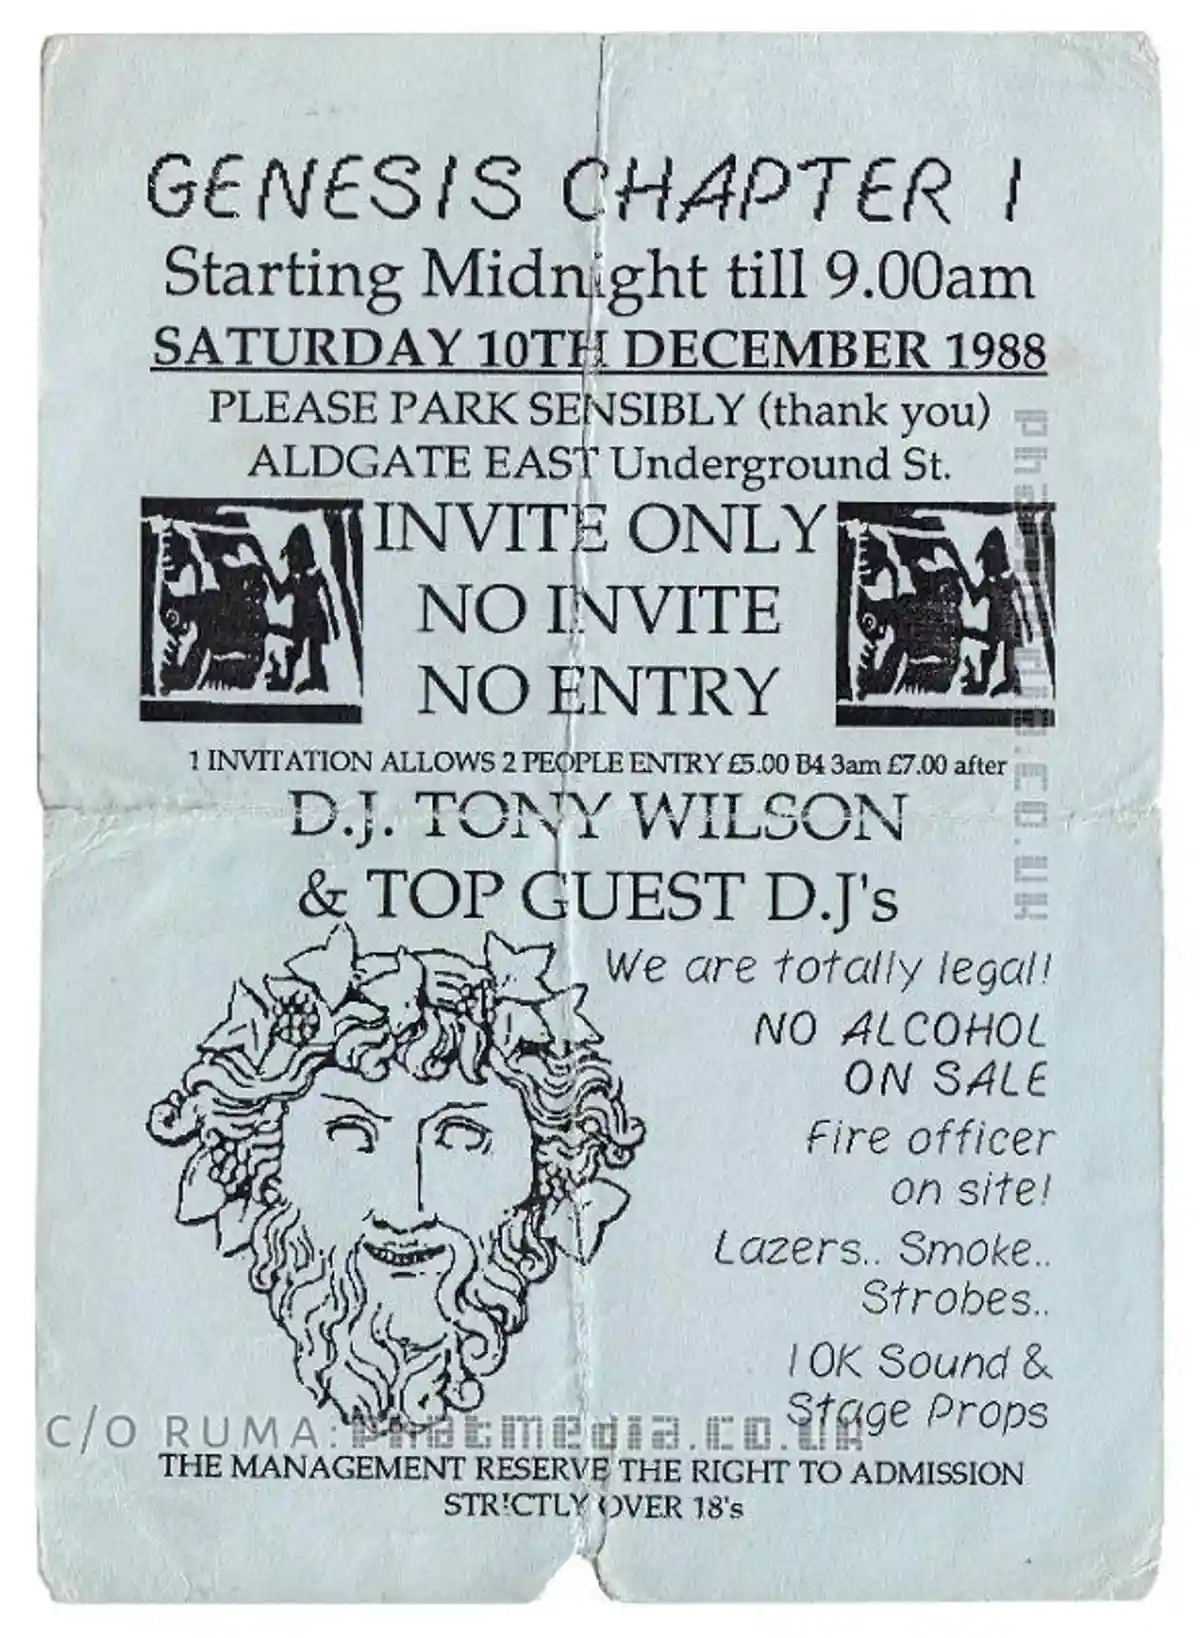 GENESIS CHAPTER 1
Starting Midnight till 9.00am
SATURDAY 10TH DECEMBER 1988
PLEASE PARK SENSIBLY (thank you)
ALDGATE EAST Underground St.
INVITE ONLY
NO INVITE
NO ENTRY
1 INVITATION ALLOWS 2 PEOPLE ENTRY £5.00 B4 3am £7.00 after
D.J. TONY WILSON
& TOP GUEST D.J's
We are totally legal!
NO ALCOHOL
ON SALE
Fire officer
on site!
Lazers.. Smoke..
Strobes..
10K Sound &
Stage Props
C/O RUMA: phatmedia.co.uk
THE MANAGEMENT RESERVE THE RIGHT TO ADMISSION
STRICTLY OVER 18's
phatmedia.co.uk